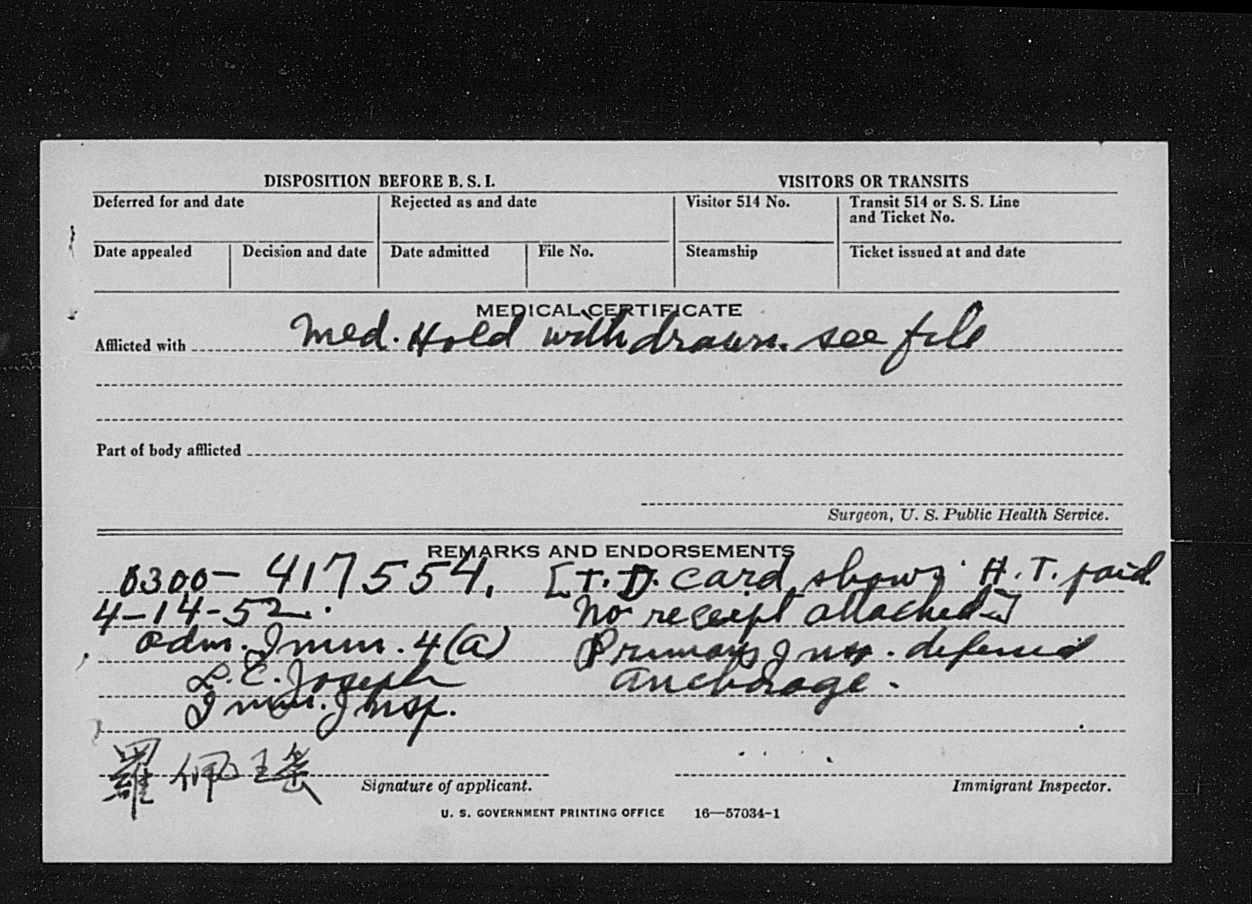 DISPOSITION BEFORE B. S. I. VISITORS OR TRANSITS
Deferred for and date Rejected as and date Visitor 514 No. Transit 514 or S. S. Line
and Ticket No.
Date appealed Decision and date Date admitted File No. Steamship Ticket issued at and date
MEDICAL CERTIFICATE
Afflicted with Med. Hold withdrawn. see file
Part of body afflicted
Surgeon, U. S. Public Health Service.
REMARKS AND ENDORSEMENTS
0300-417554. [I.D. card shows H.T. paid
4-14-52. No receipt attached-]
adm. Imm. 4(a) Primary Insp. deferred
L.E. Joseph Anchorage.
Imm. Insp.
羅佩瑤
Signature of applicant. Immigrant Inspector.
U. S. GOVERNMENT PRINTING OFFICE 16—57034-1